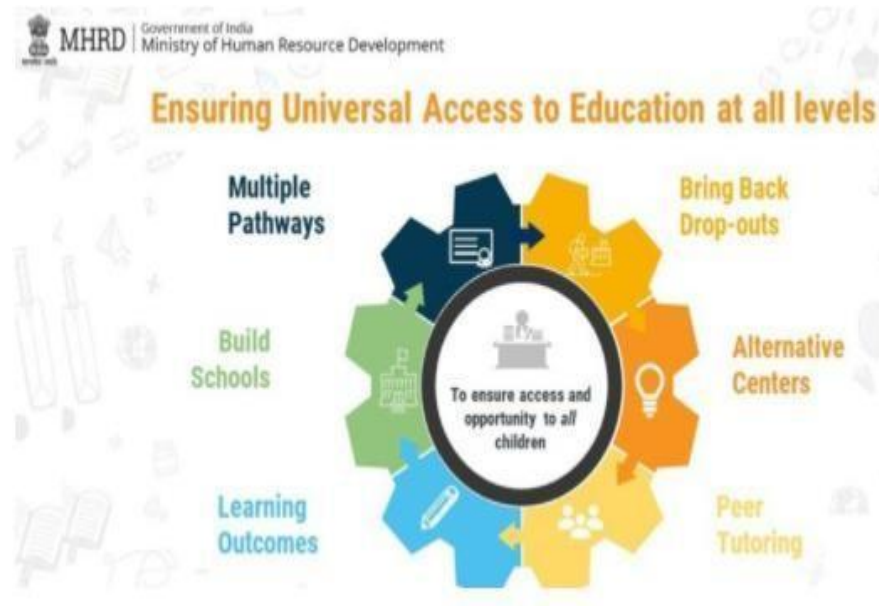 MHRD
Government of India
Ministry of Human Resource Development
Ensuring Universal Access to Education at all levels
Multiple
Pathways
Bring Back
Drop-outs
Build
Schools
Alternative
Centers
To ensure access and
opportunity to all
children
Learning
Outcomes
Peer
Tutoring